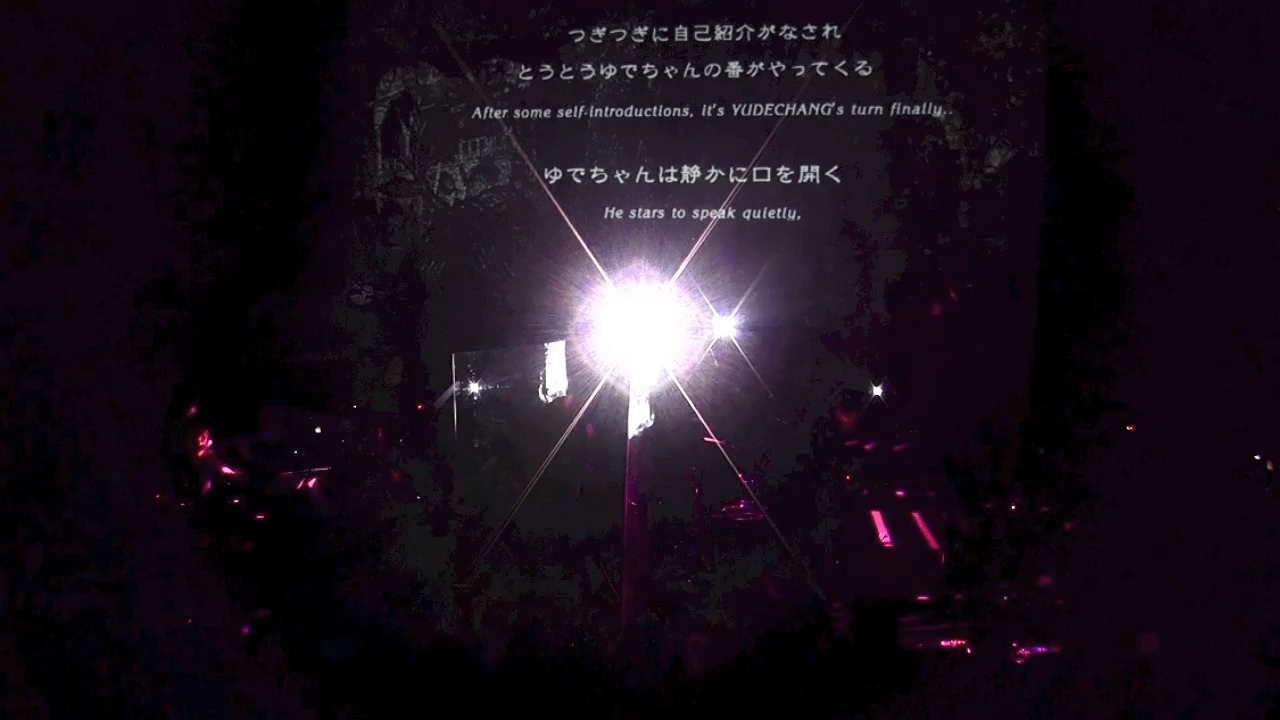 つぎつぎに自己紹介がなされ
とうとうゆでちゃんの番がやってくる
After some self-introductions, it's YUDECHANG's turn finally..
ゆでちゃんは静かに口を開く
He stars to speak quietly,